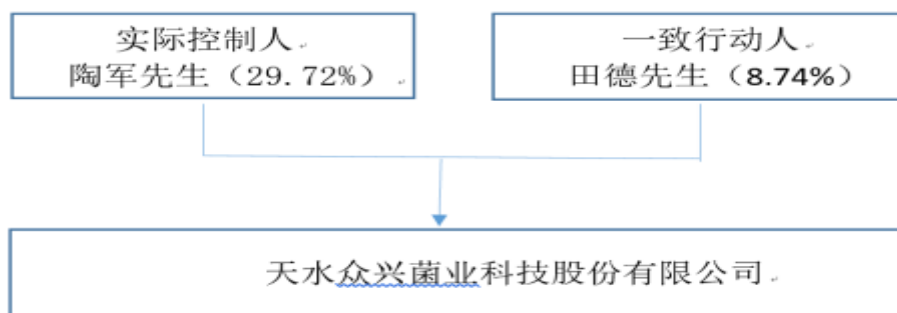 实际控制人
陶军先生（29.72%）
一致行动人
田德先生（8.74%）
天水众兴菌业科技股份有限公司